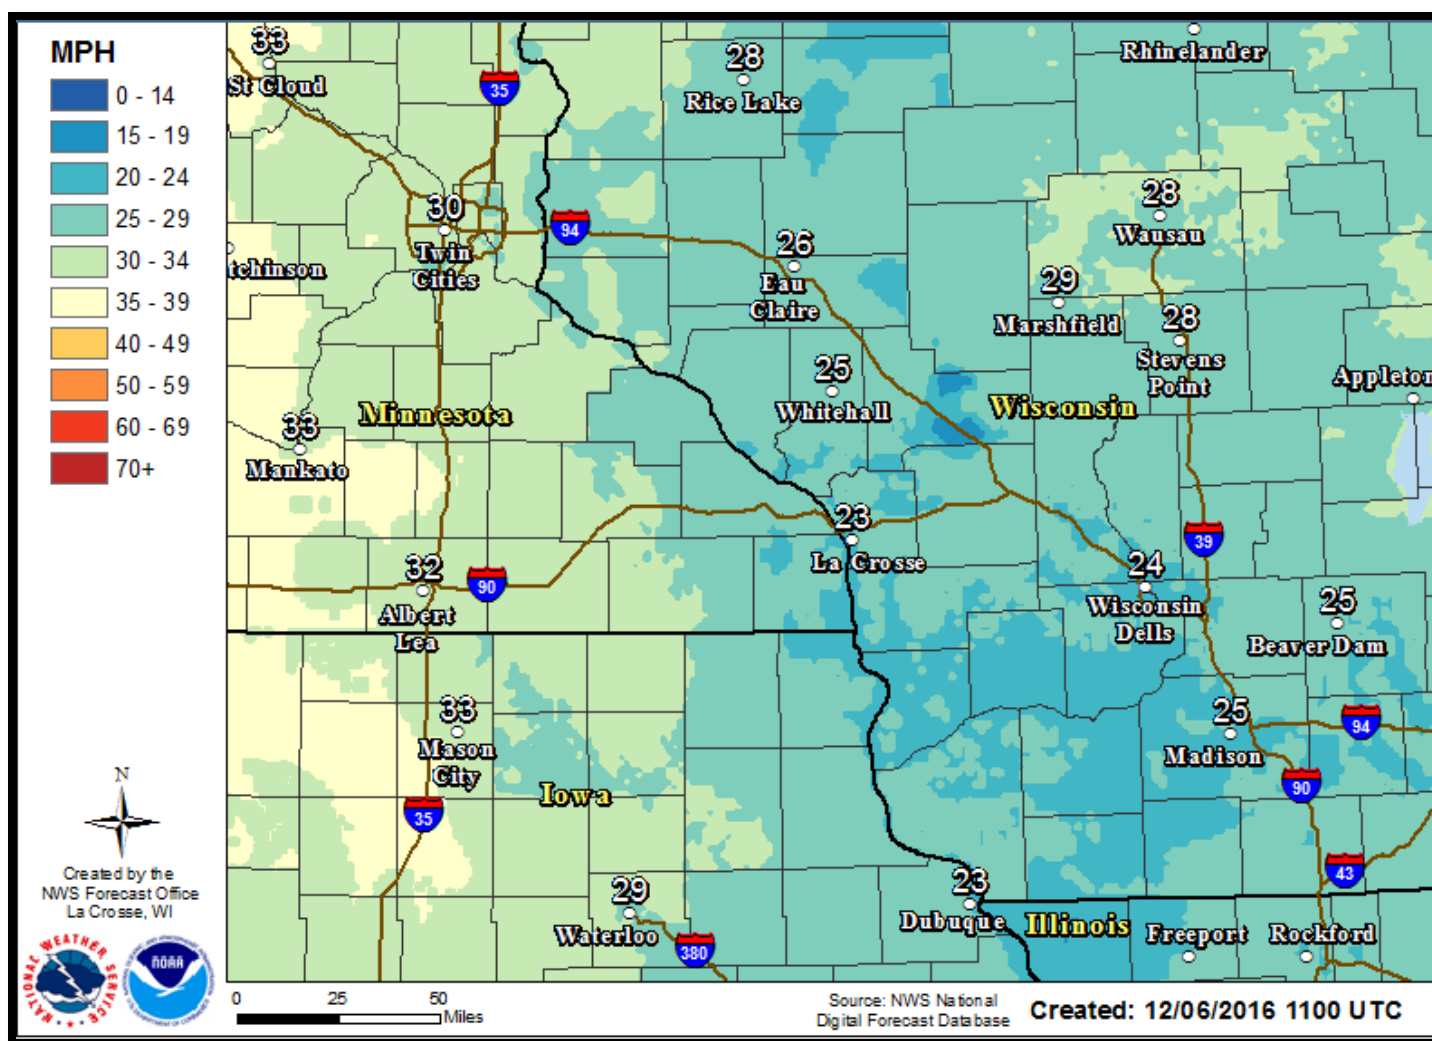 MPH
0 - 14
15 - 19
20 - 24
25 - 29
30 - 34
35 - 39
40 - 49
50 - 59
60 - 69
70+
33
St Cloud
35
28
Rice Lake
Rhinelander
30
Twin
Cities
94
tchinson
26
Eau
Claire
28
Wausau
29
Marshfield
28
Stevens
Point
Appleton
25
Whitehall
Wisconsin
Minnesota
33
Mankato
23
La Crosse
39
32
Albert
Lea
90
24
Wisconsin
Dells
25
Beaver Dam
33
Mason
City
25
Madison
94
90
Iowa
35
43
29
Waterloo
380
23
Dubuque
Illinois
Freeport
Rockford
N
Created by the
NWS Forecast Office
La Crosse, WI
NATIONAL WEATHER SERVICE
NOAA
0 25 50
Miles
Source: NWS National
Digital Forecast Database
Created: 12/06/2016 1100 UTC